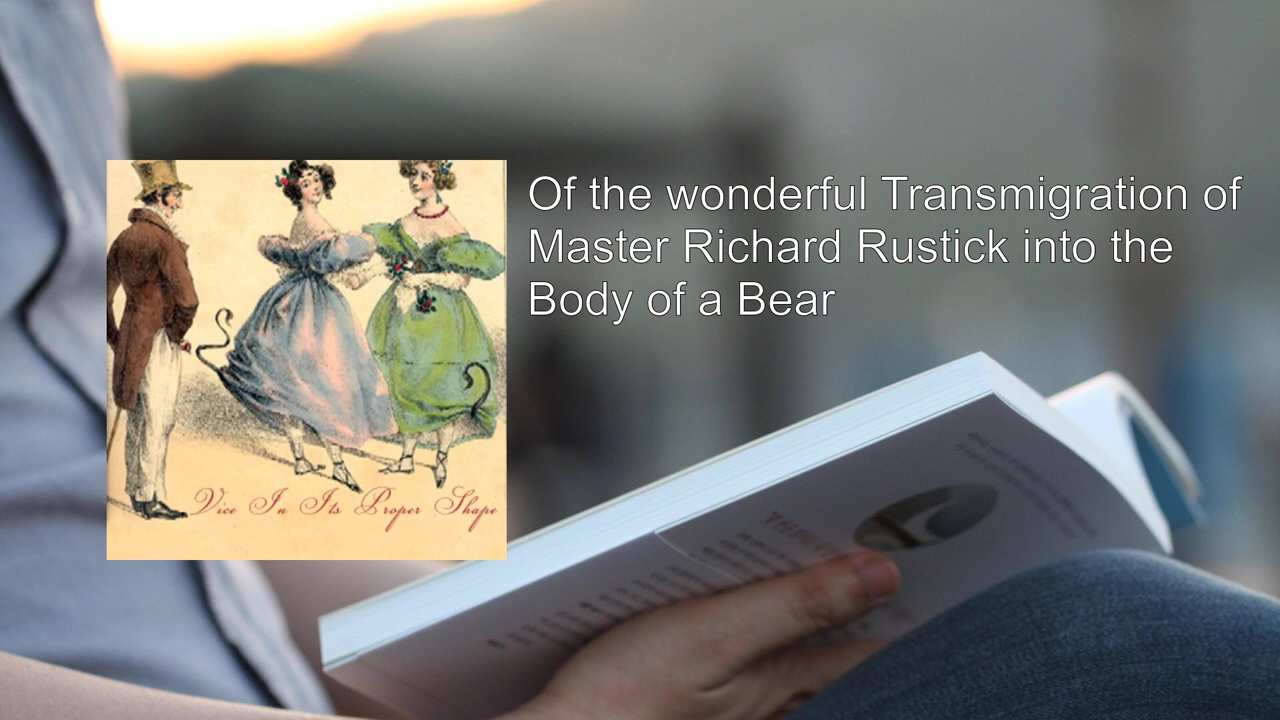 Of the wonderful Transmigration of
Master Richard Rustick into the
Body of a Bear
Vice In Its Proper Shape